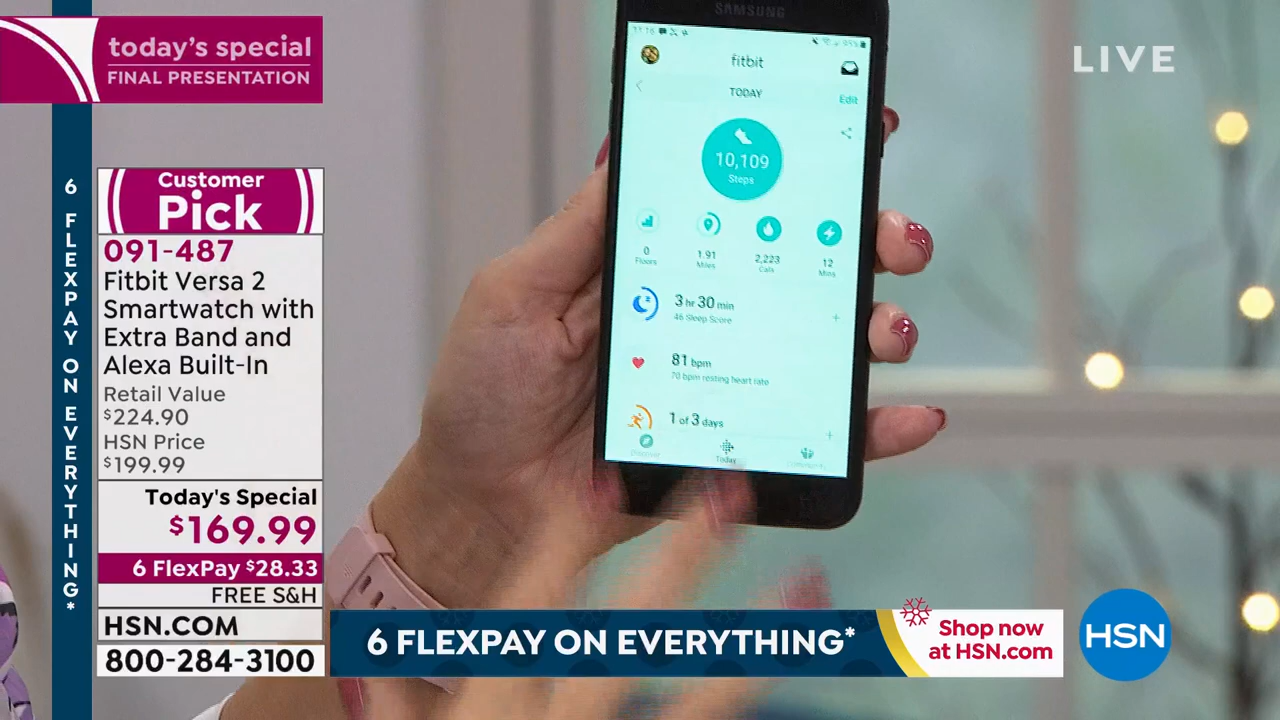 today's special
FINAL PRESENTATION
LIVE
6 FLEXPAY ON EVERYTHING*
Customer
Pick
091-487
Fitbit Versa 2
Smartwatch with
Extra Band and
Alexa Built-In
Retail Value
$224.90
HSN Price
$199.99
Today's Special
$169.99
6 FlexPay $28.33
FREE S&H
HSN.COM
800-284-3100
SAMSUNG
11:16
95%
fitbit
TODAY
Edit
10,109
Steps
0
Floors
1.91
Miles
2,223
Cals
12
Mins
3 hr 30 min
46 Sleep Score
81 bpm
70 bpm resting heart rate
1 of 3 days
Discover
Today
6 FLEXPAY ON EVERYTHING*
Shop now
at HSN.com
HSN